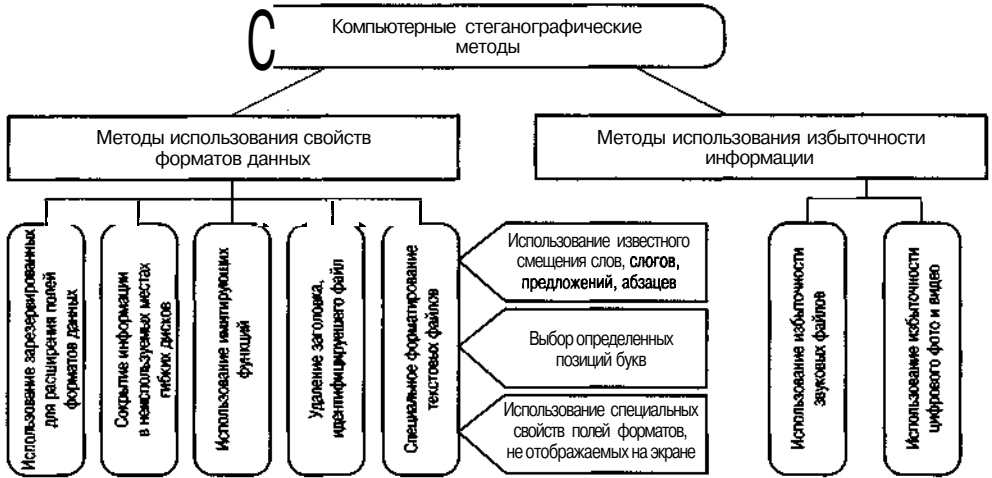 Компьютерные стеганографические
методы
Методы использования свойств
форматов данных
Методы использования избыточности
информации
Использование зарезервированных
для расширения полей
форматов данных
Сокрытие информации
в неиспользуемых местах
гибких дисков
Использование имитирующих
функций
Удаление заголовка,
идентифицируешего файл
Специальное форматирование
текстовых файлов
Использование известного
смещения слов, слогов,
предложений, абзацев
Выбор определенных
позиций букв
Использование специальных
свойств полей форматов,
не отображаемых на экране
Использование избыточности
звуковых файлов
Использование избыточности
цифрового фото и видео